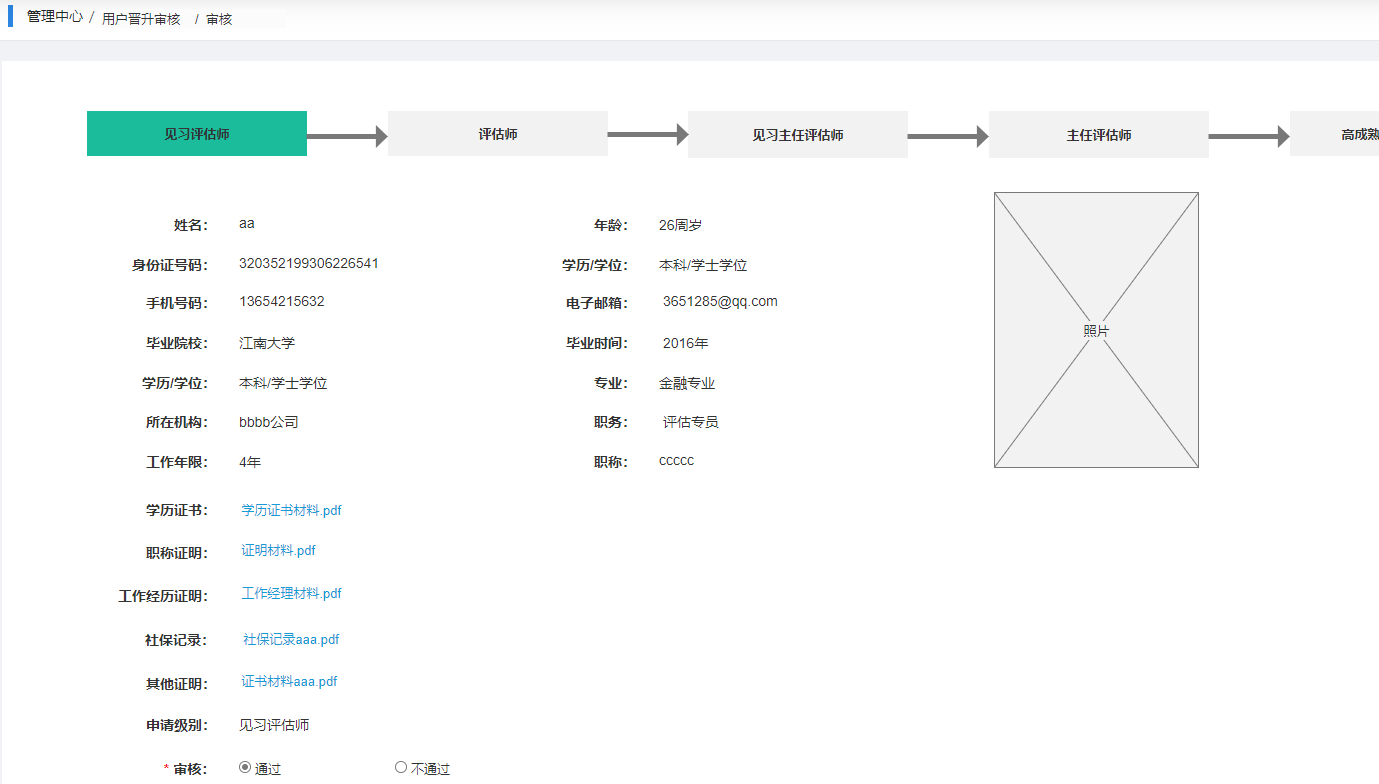 管理中心 / 用户晋升审核 / 审核
见习评估师 评估师 见习主任评估师 主任评估师 高成熟
姓名： aa 年龄： 26周岁
身份证号码： 320352199306226541 学历/学位： 本科/学士学位
手机号码： 13654215632 电子邮箱： 3651285@qq.com
照片
毕业院校： 江南大学 毕业时间： 2016年
学历/学位： 本科/学士学位 专业： 金融专业
所在机构： bbbb公司 职务： 评估专员
工作年限： 4年 职称： ccccc
学历证书： 学历证书材料.pdf
职称证明： 证明材料.pdf
工作经历证明： 工作经理材料.pdf
社保记录： 社保记录aaa.pdf
其他证明： 证书材料aaa.pdf
申请级别： 见习评估师
* 审核： 通过 不通过